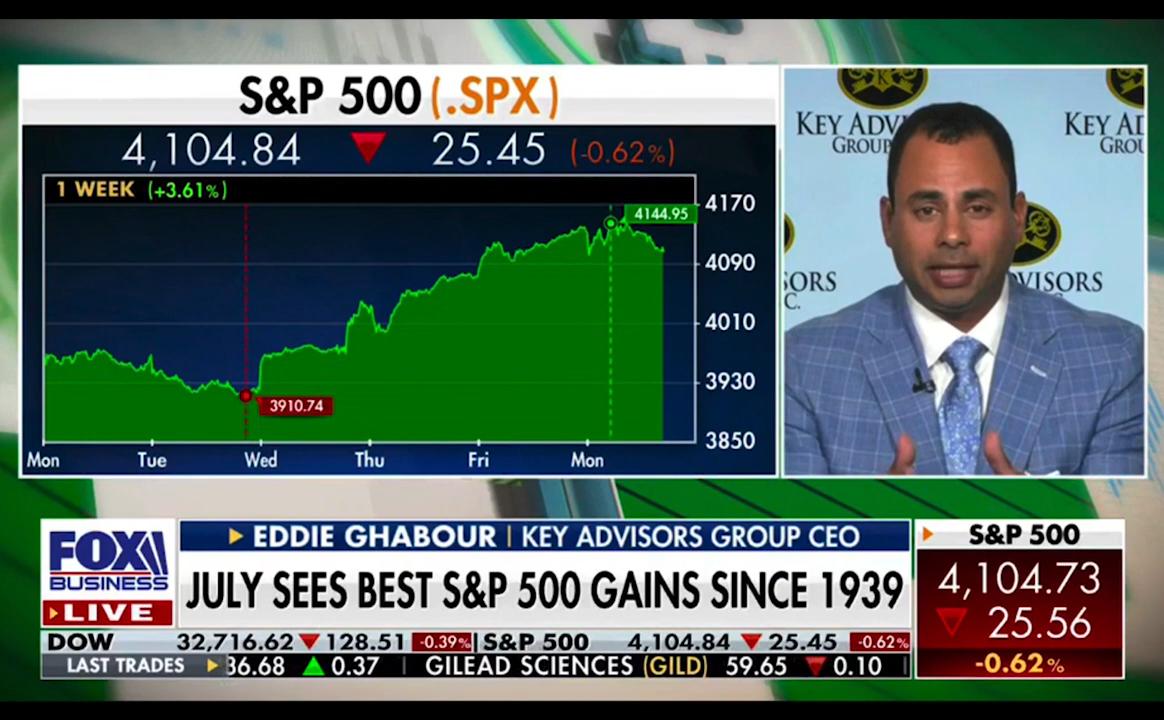 S&P 500 (.SPX)
4,104.84 ▼ 25.45 (-0.62%)
1 WEEK (+3.61%)
4144.95
4170
4090
4010
3930
3910.74
3850
Mon Tue Wed Thu Fri Mon
K
KEY ADV
GROUP
KEY AD
GROU
SORS
C.
VISORS
FOX
BUSINESS
LIVE
EDDIE GHABOUR | KEY ADVISORS GROUP CEO
JULY SEES BEST S&P 500 GAINS SINCE 1939
DOW 32,716.62 ▼ 128.51 -0.39% | S&P 500 4,104.84 ▼ 25.45 -0.62%
LAST TRADES 36.68 ▲ 0.37 | GILEAD SCIENCES (GILD) 59.65 ▼ 0.10 |
S&P 500
4,104.73
▼ 25.56
-0.62%